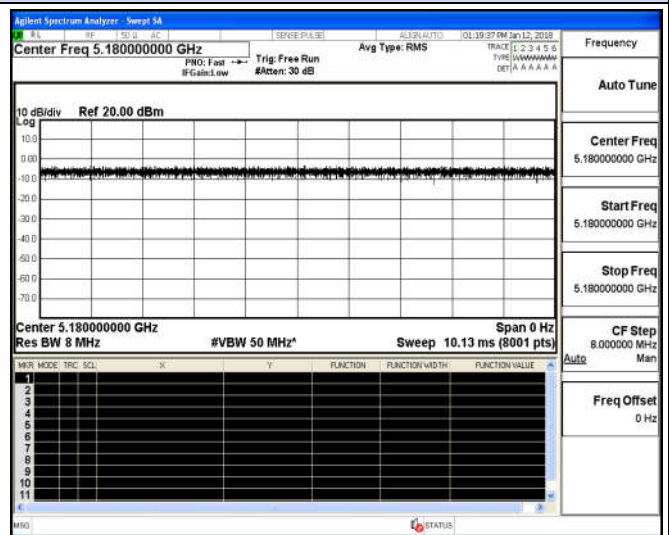 Agilent Spectrum Analyzer - Swept SA
RL RF 50 Ω AC SENSE:PULSE ALIGN AUTO 01:19:37 PM Jan 12, 2018
Center Freq 5.180000000 GHz
PNO: Fast
IFGain:Low
Trig: Free Run
#Atten: 30 dB
Avg Type: RMS
TRACE 1 2 3 4 5 6
TYPE
DET A A A A A A
10 dB/div Ref 20.00 dBm
Log
10.0
0.00
-10.0
-20.0
-30.0
-40.0
-50.0
-60.0
-70.0
Center 5.180000000 GHz Span 0 Hz
Res BW 8 MHz #VBW 50 MHz* Sweep 10.13 ms (8001 pts)
MKR MODE TRC SCL X Y FUNCTION FUNCTION WIDTH FUNCTION VALUE
1
2
3
4
5
6
7
8
9
10
11
MSG STATUS
Frequency
Auto Tune
Center Freq
5.180000000 GHz
Start Freq
5.180000000 GHz
Stop Freq
5.180000000 GHz
CF Step
8.000000 MHz
Auto Man
Freq Offset
0 Hz